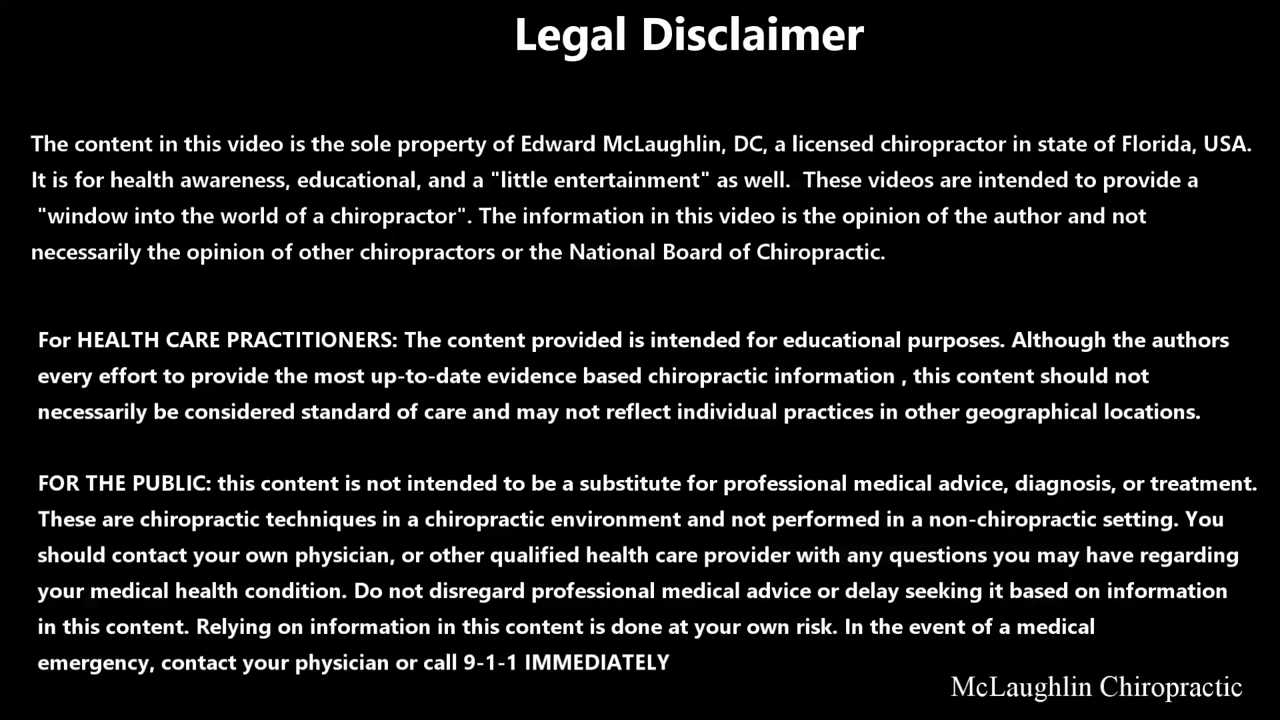 Legal Disclaimer
The content in this video is the sole property of Edward McLaughlin, DC, a licensed chiropractor in state of Florida, USA.
It is for health awareness, educational, and a "little entertainment" as well. These videos are intended to provide a
"window into the world of a chiropractor". The information in this video is the opinion of the author and not
necessarily the opinion of other chiropractors or the National Board of Chiropractic.
For HEALTH CARE PRACTITIONERS: The content provided is intended for educational purposes. Although the authors
every effort to provide the most up-to-date evidence based chiropractic information , this content should not
necessarily be considered standard of care and may not reflect individual practices in other geographical locations.
FOR THE PUBLIC: this content is not intended to be a substitute for professional medical advice, diagnosis, or treatment.
These are chiropractic techniques in a chiropractic environment and not performed in a non-chiropractic setting. You
should contact your own physician, or other qualified health care provider with any questions you may have regarding
your medical health condition. Do not disregard professional medical advice or delay seeking it based on information
in this content. Relying on information in this content is done at your own risk. In the event of a medical
emergency, contact your physician or call 9-1-1 IMMEDIATELY
McLaughlin Chiropractic